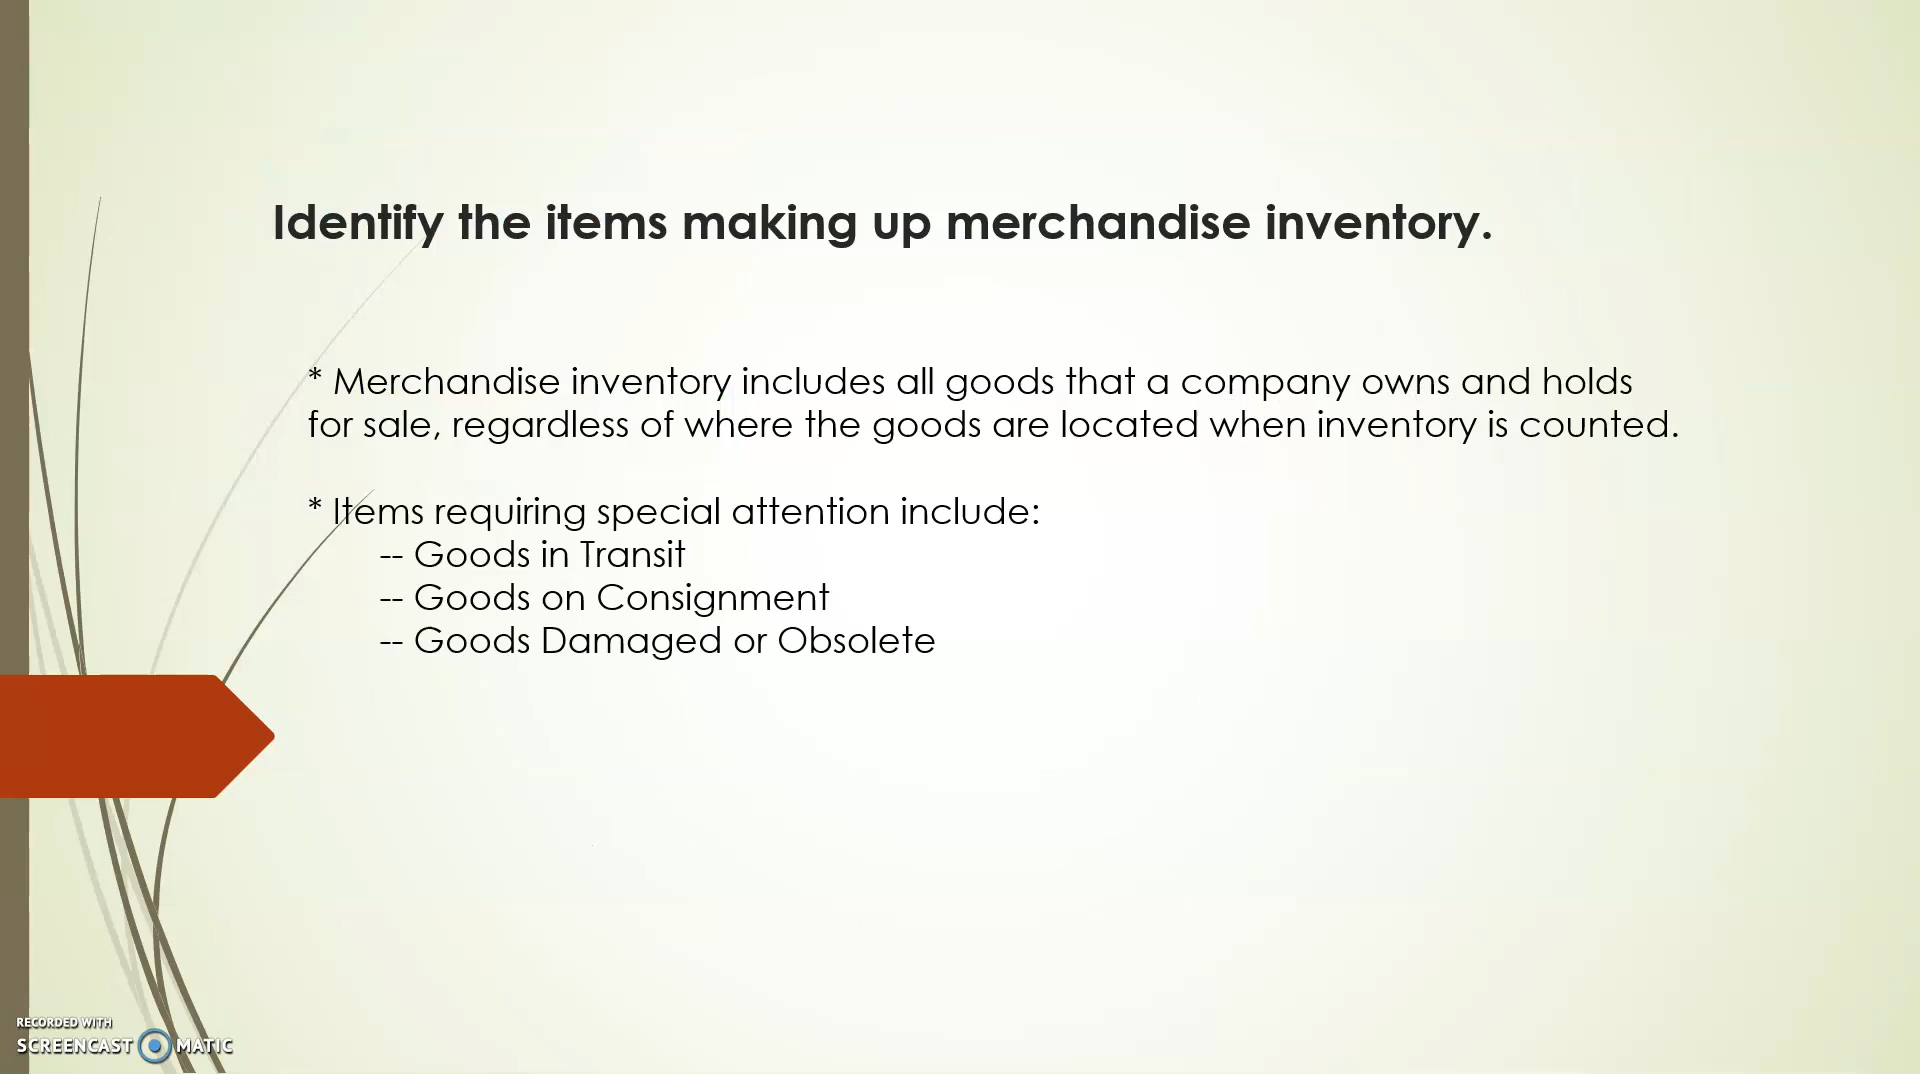 Identify the items making up merchandise inventory.
* Merchandise inventory includes all goods that a company owns and holds
for sale, regardless of where the goods are located when inventory is counted.
* Items requiring special attention include:
-- Goods in Transit
-- Goods on Consignment
-- Goods Damaged or Obsolete
RECORDED WITH
SCREENCAST MATIC